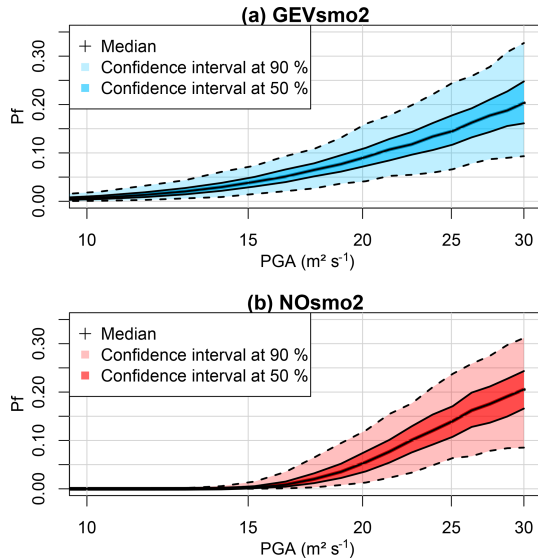 (a) GEVsmo2
Median
Confidence interval at 90 %
Confidence interval at 50 %
Pf
0.30
0.20
0.10
0.00
10 15 20 25 30
PGA (m² s⁻¹)
(b) NOsmo2
Median
Confidence interval at 90 %
Confidence interval at 50 %
Pf
0.30
0.20
0.10
0.00
10 15 20 25 30
PGA (m² s⁻¹)